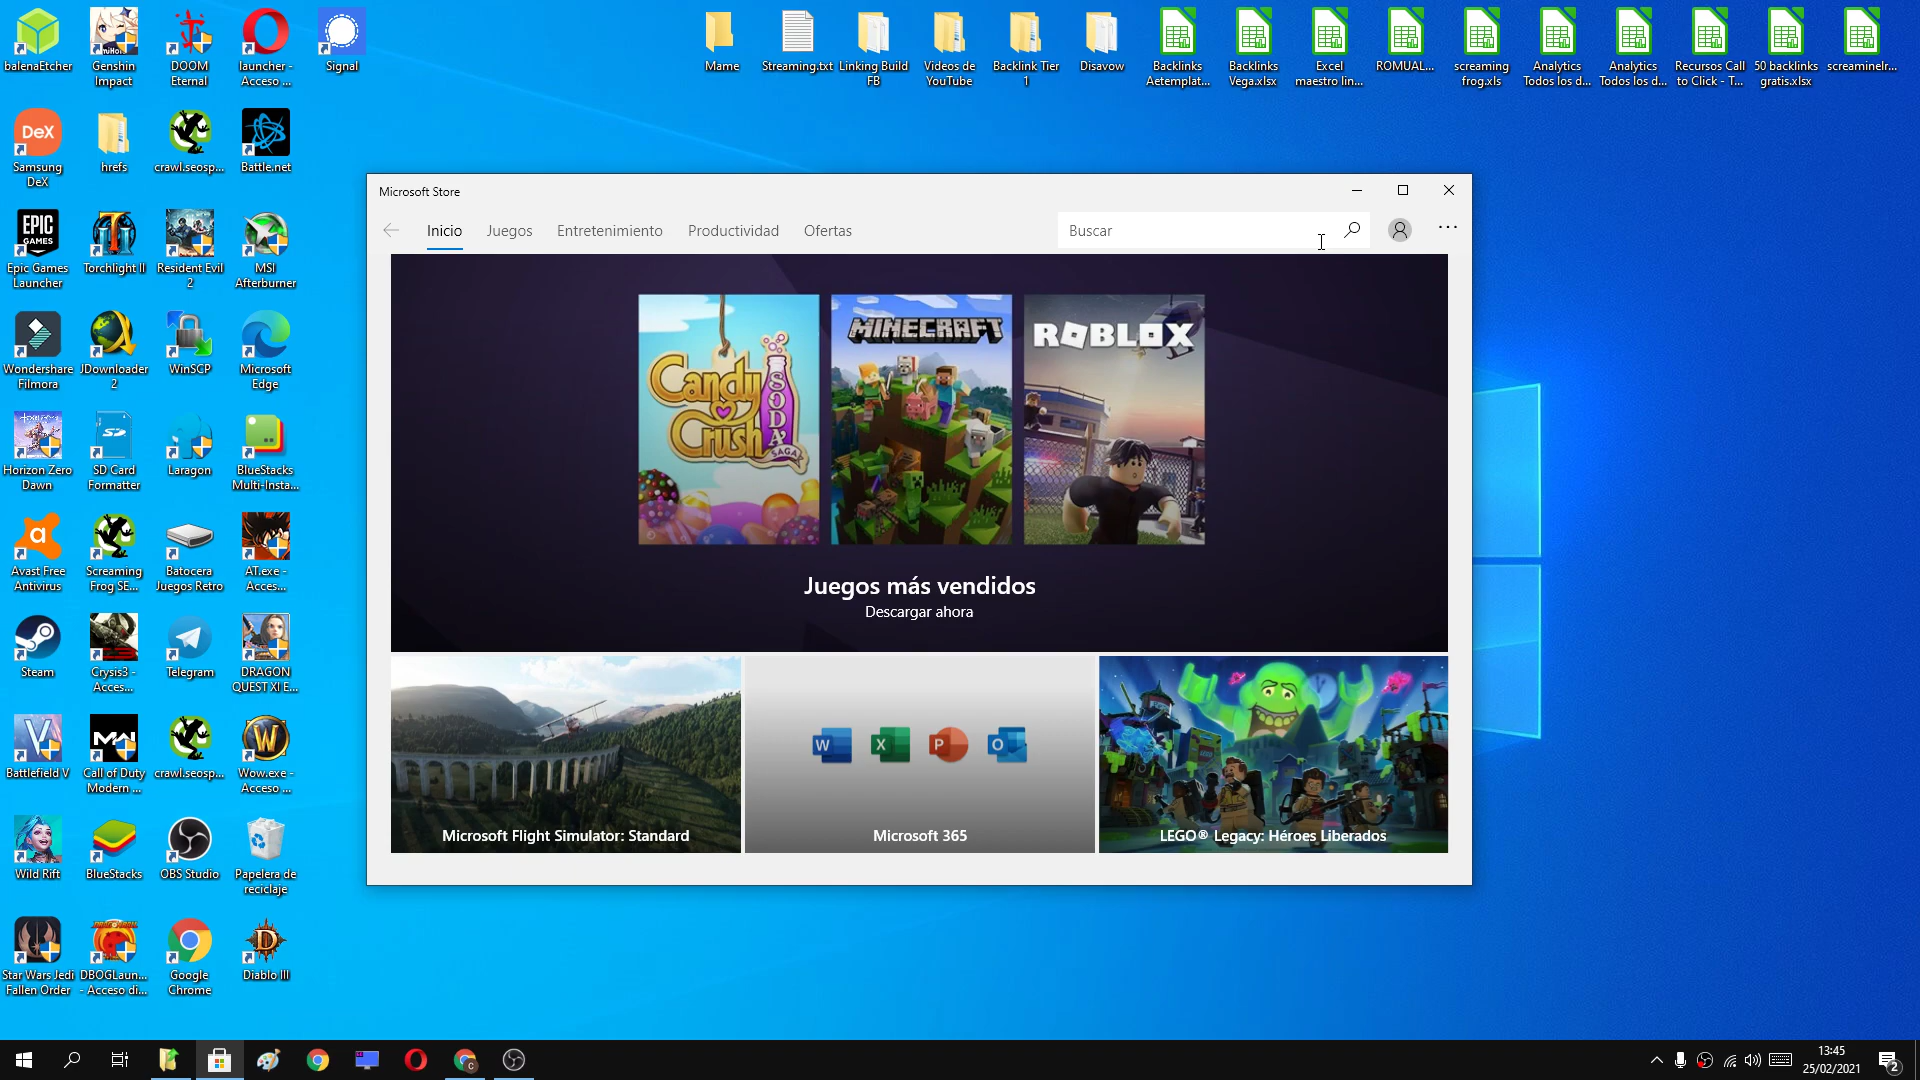 balenaEtcher
Genshin
Impact
DOOM
Eternal
launcher -
Acceso ...
Signal
Mame
Streaming.txt
Linking Build
FB
Videos de
YouTube
Backlink Tier
1
Disavow
Backlinks
Aetemplat...
Backlinks
Vega.xlsx
Excel
maestro lin...
ROMUAL...
screaming
frog.xls
Analytics
Todos los d...
Analytics
Todos los d...
Recursos Call
to Click - T...
50 backlinks
gratis.xlsx
screaminelr...
DeX
Samsung
DeX
hrefs
crawl.seosp...
Battle.net
EPIC
GAMES
Epic Games
Launcher
Torchlight II
Resident Evil
2
MSI
Afterburner
Wondershare
Filmora
JDownloader
2
WinSCP
Microsoft
Edge
Horizon Zero
Dawn
SD Card
Formatter
Laragon
BlueStacks
Multi-Insta...
Avast Free
Antivirus
Screaming
Frog SE...
Batocera
Juegos Retro
AT.exe -
Acces...
Steam
Crysis3 -
Acces...
Telegram
DRAGON
QUEST XI E...
Battlefield V
Call of Duty
Modern ...
crawl.seosp...
Wow.exe -
Acceso ...
Wild Rift
BlueStacks
OBS Studio
Papelera de
reciclaje
Star Wars Jedi
Fallen Order
DBOGLaun...
- Acceso di...
Google
Chrome
Diablo III
Microsoft Store
Inicio
Juegos
Entretenimiento
Productividad
Ofertas
Buscar
Candy
Crush
SODA
SAGA
MINECRAFT
ROBLOX
Juegos más vendidos
Descargar ahora
Microsoft Flight Simulator: Standard
W X P O
Microsoft 365
LEGO® Legacy: Héroes Liberados
13:45
25/02/2021
2